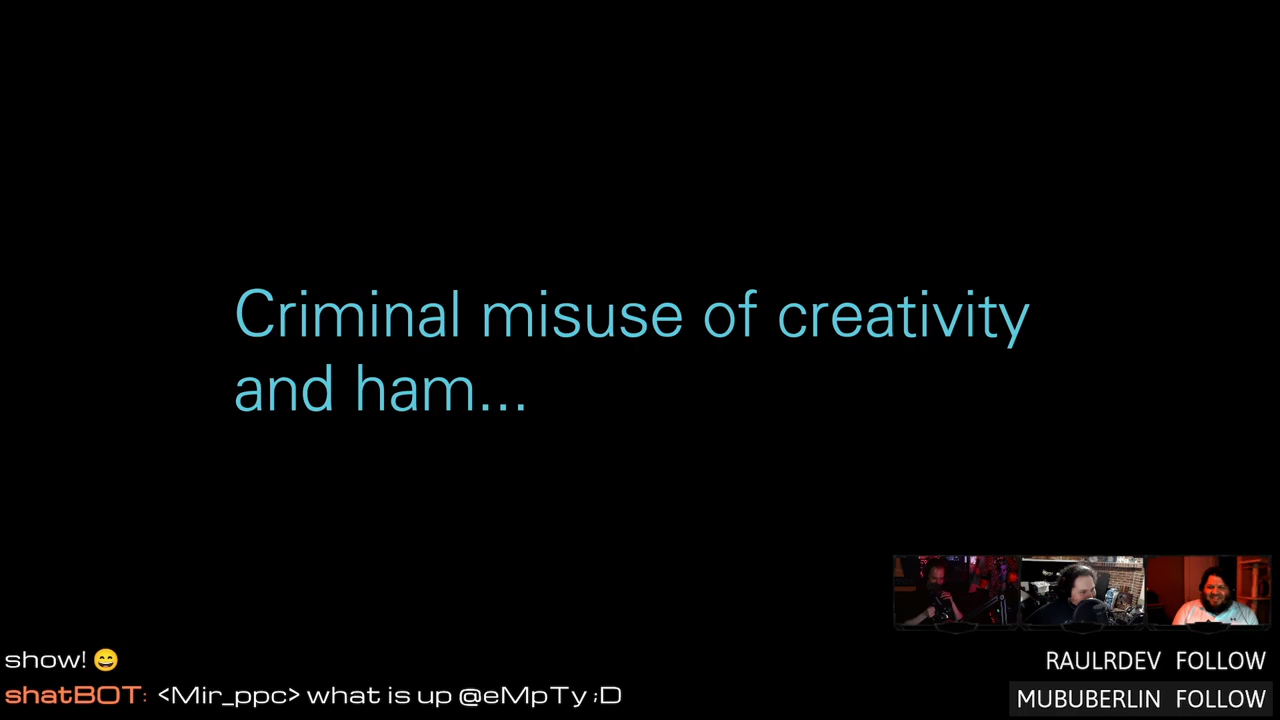 Criminal misuse of creativity
and ham...
show! 😄
shatBOT: <Mir_ppc> what is up @eMpTy ;D
RAULRDEV FOLLOW
MUBUBERLIN FOLLOW